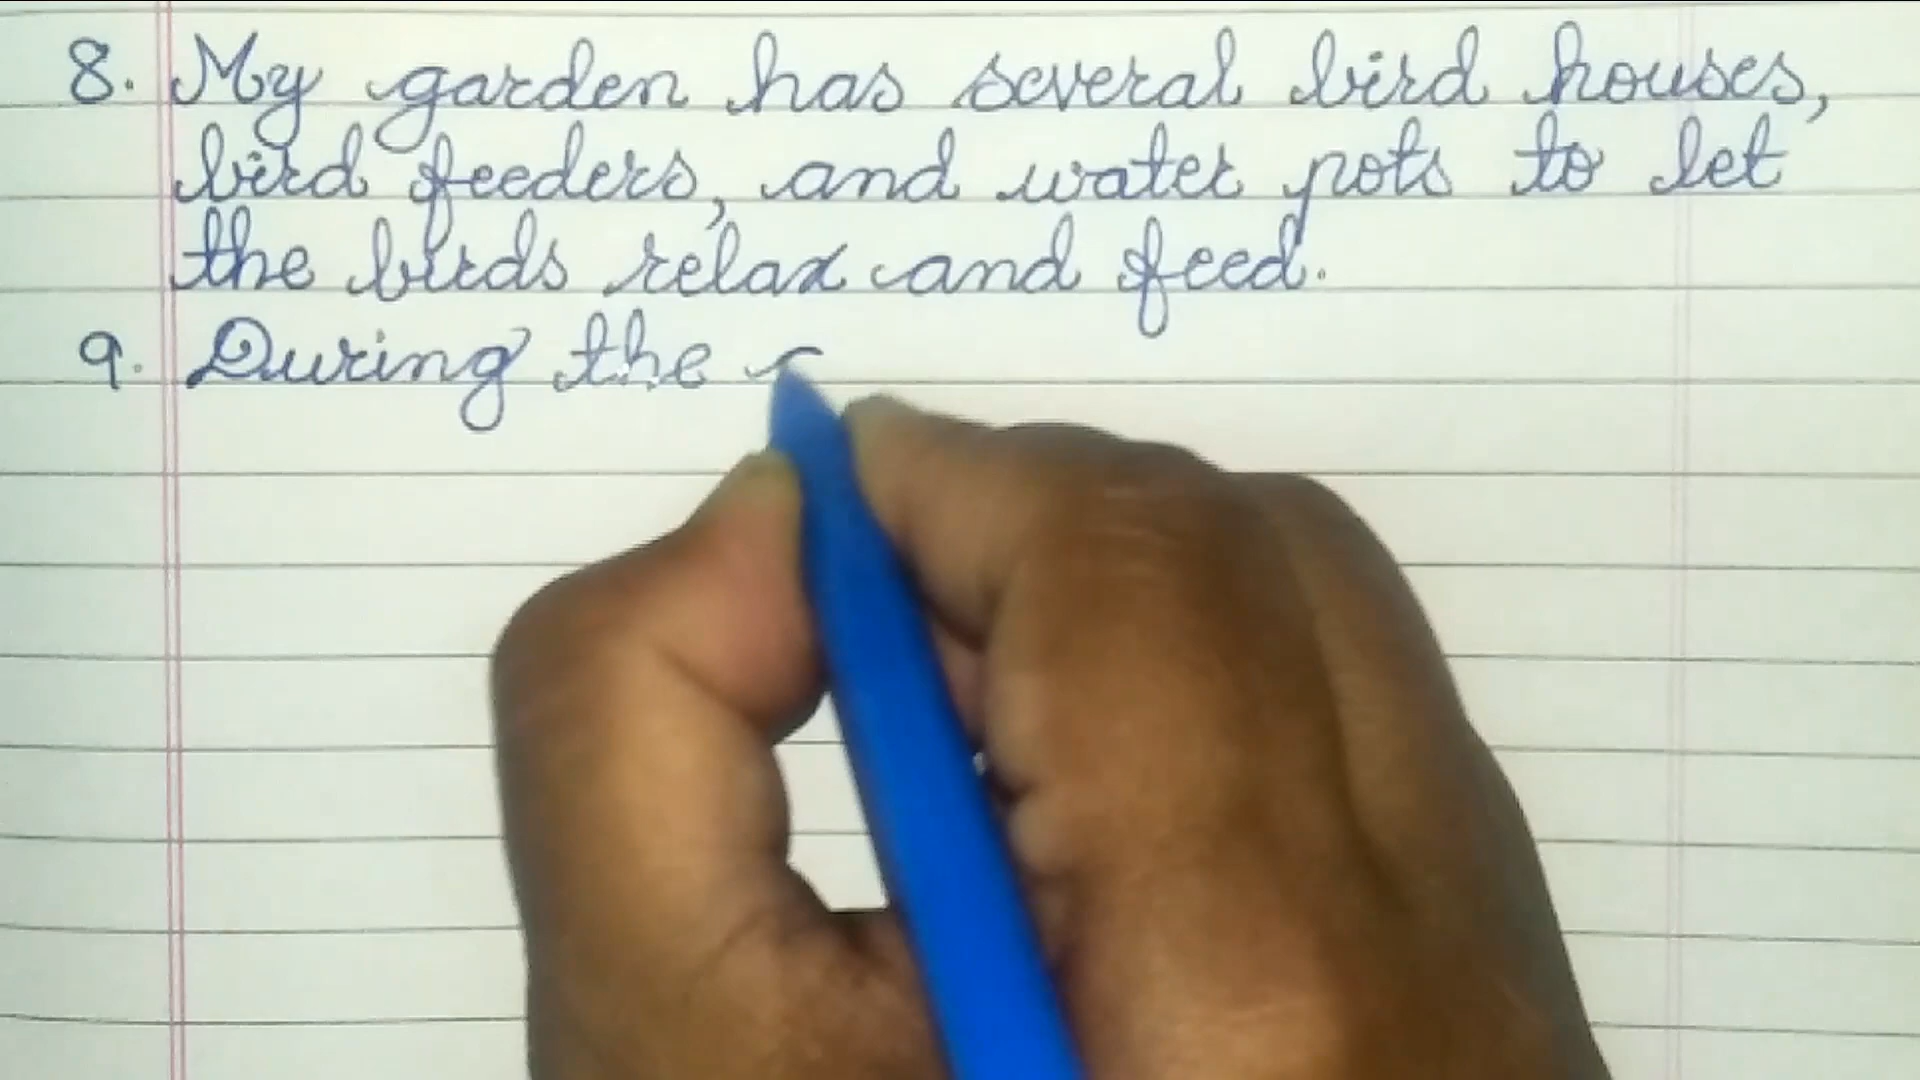 8. My garden has several bird houses,
bird feeders, and water pots to let
the birds relax and feed.
9. During the